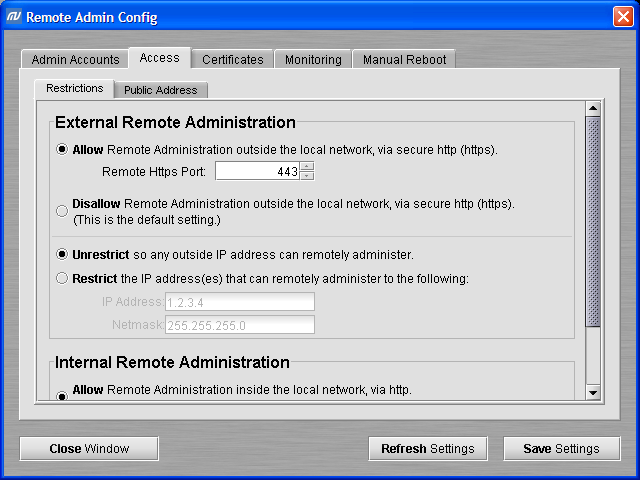 Remote Admin Config
Admin Accounts
Access
Certificates
Monitoring
Manual Reboot
Restrictions
Public Address
External Remote Administration
Allow Remote Administration outside the local network, via secure http (https).
Remote Https Port: 443
Disallow Remote Administration outside the local network, via secure http (https).
(This is the default setting.)
Unrestrict so any outside IP address can remotely administer.
Restrict the IP address(es) that can remotely administer to the following:
IP Address: 1.2.3.4
Netmask: 255.255.255.0
Internal Remote Administration
Allow Remote Administration inside the local network, via http.
Close Window
Refresh Settings
Save Settings